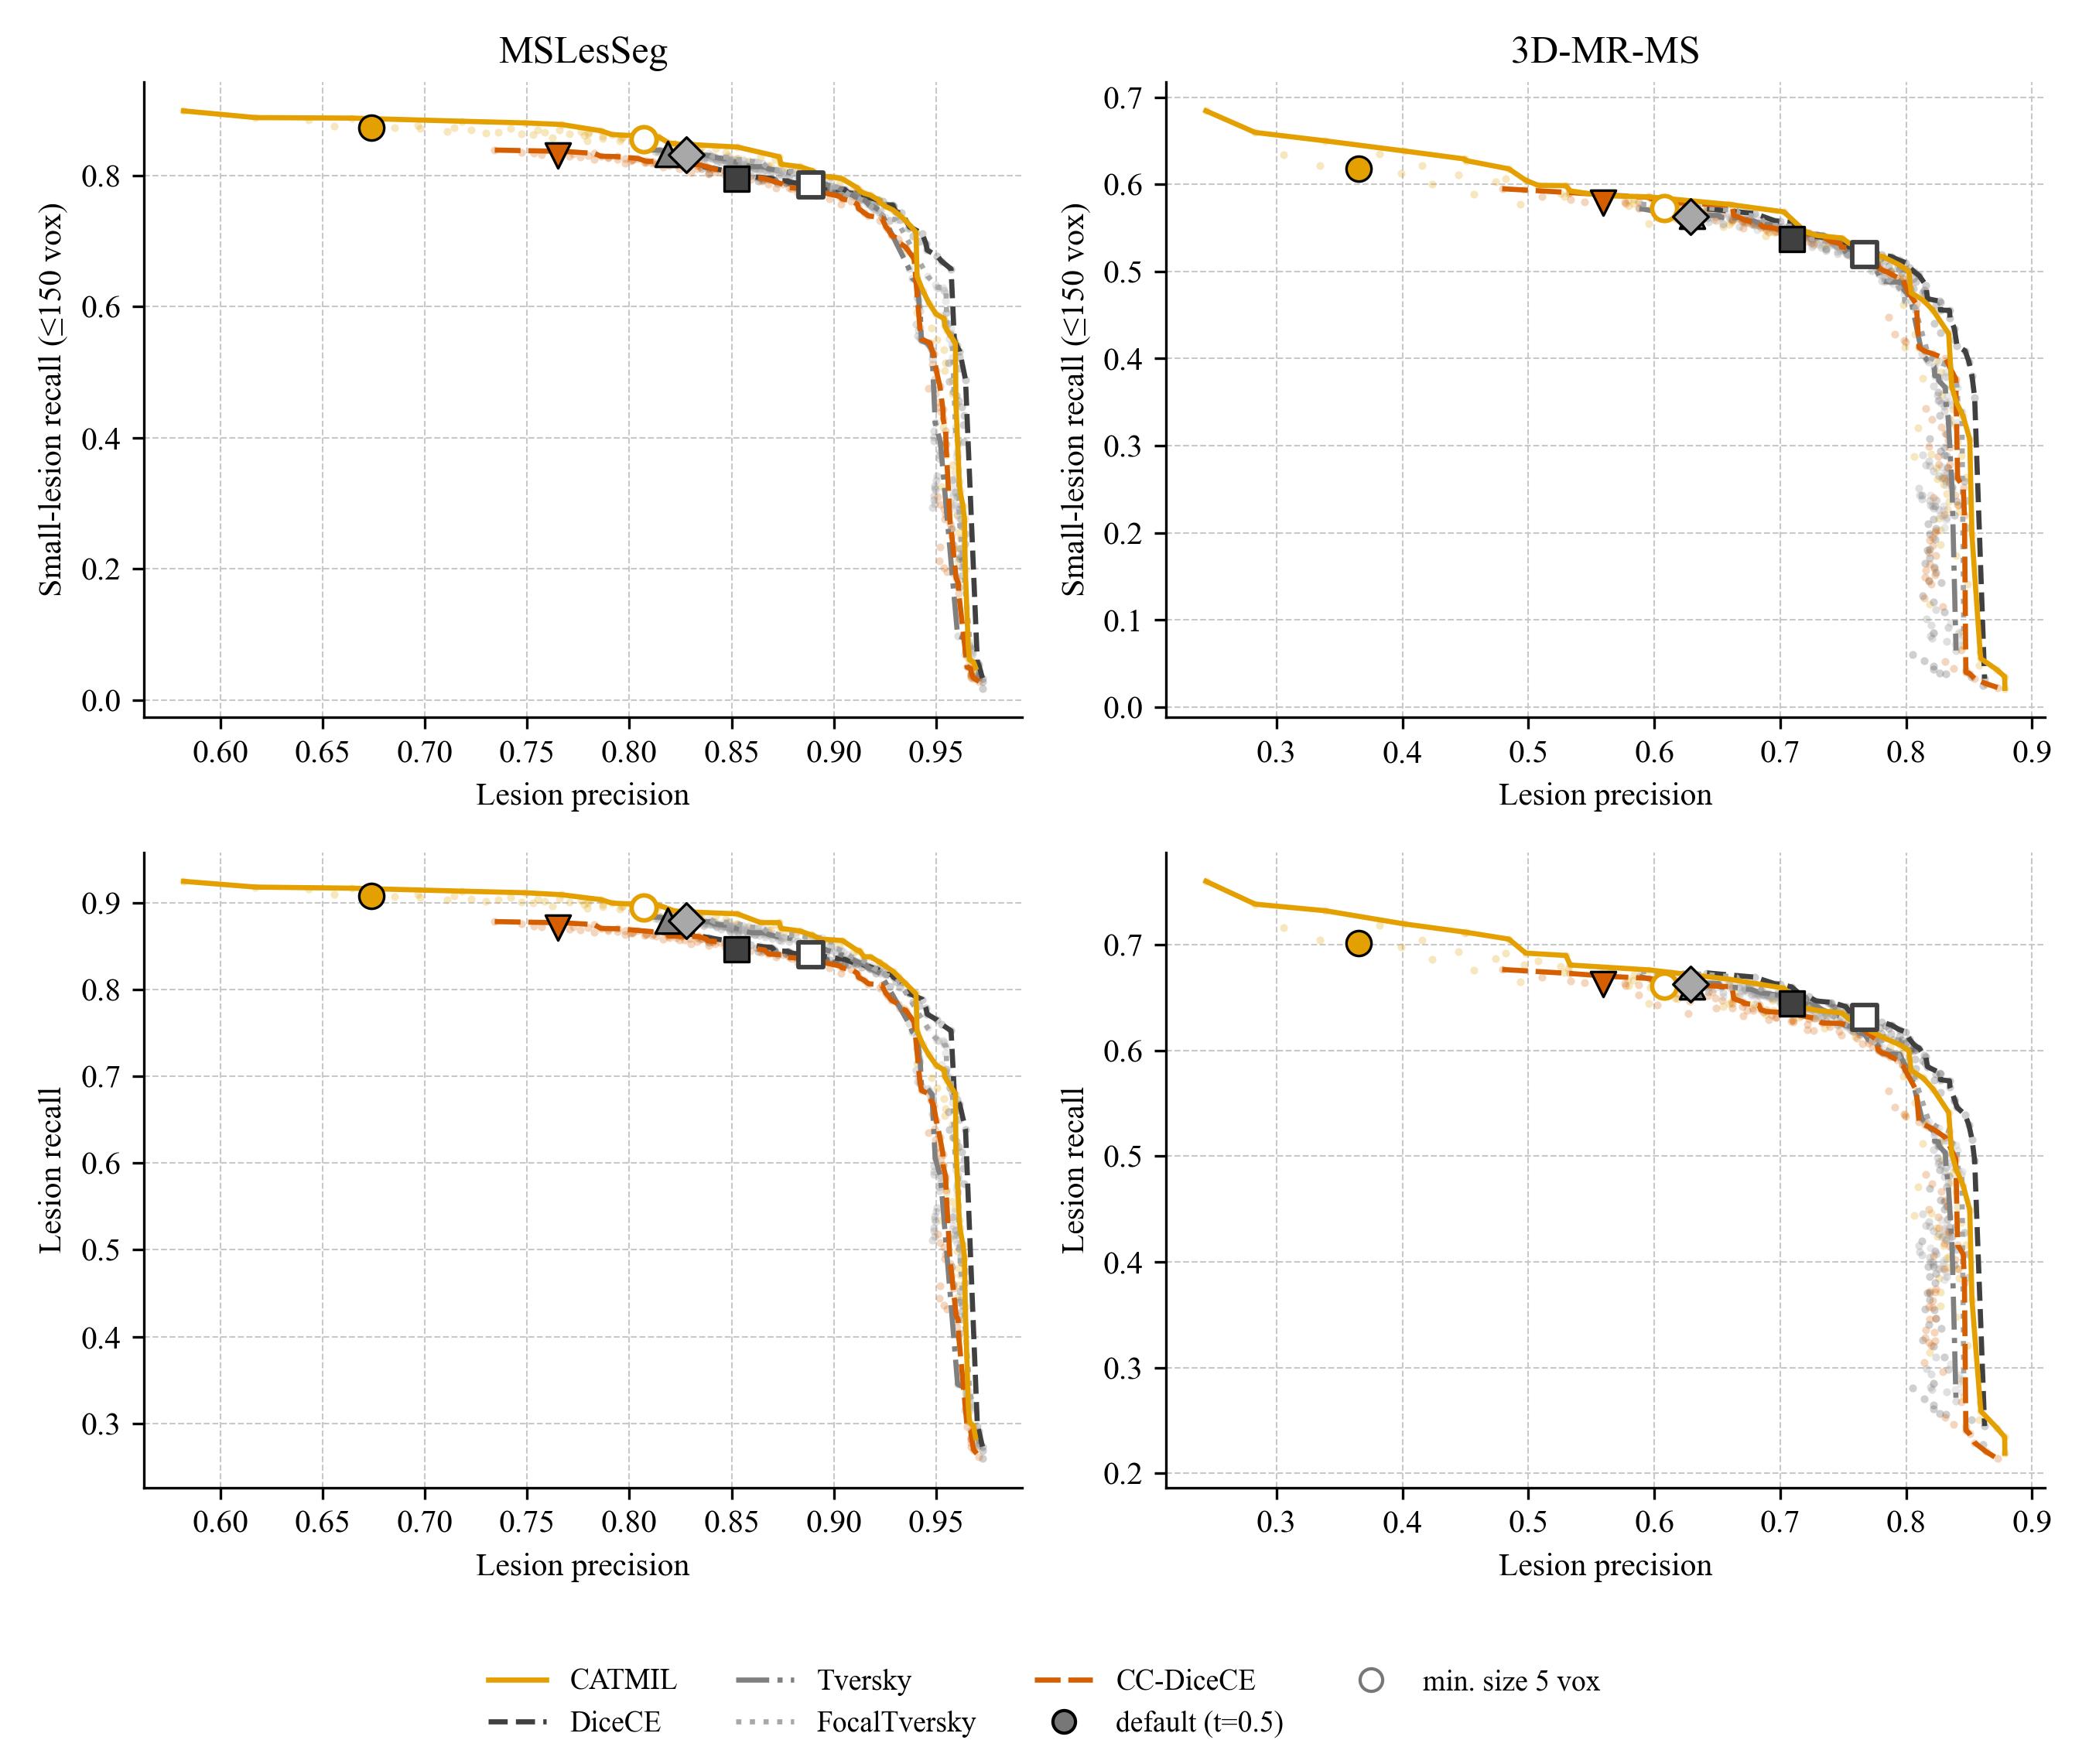 MSLesSeg
3D-MR-MS
Small-lesion recall (≤150 vox)
0.8
0.6
0.4
0.2
0.0
0.60 0.65 0.70 0.75 0.80 0.85 0.90 0.95
Lesion precision
Small-lesion recall (≤150 vox)
0.7
0.6
0.5
0.4
0.3
0.2
0.1
0.0
0.3 0.4 0.5 0.6 0.7 0.8 0.9
Lesion precision
Lesion recall
0.9
0.8
0.7
0.6
0.5
0.4
0.3
0.60 0.65 0.70 0.75 0.80 0.85 0.90 0.95
Lesion precision
Lesion recall
0.7
0.6
0.5
0.4
0.3
0.2
0.3 0.4 0.5 0.6 0.7 0.8 0.9
Lesion precision
CATMIL Tversky CC-DiceCE min. size 5 vox
DiceCE FocalTversky default (t=0.5)